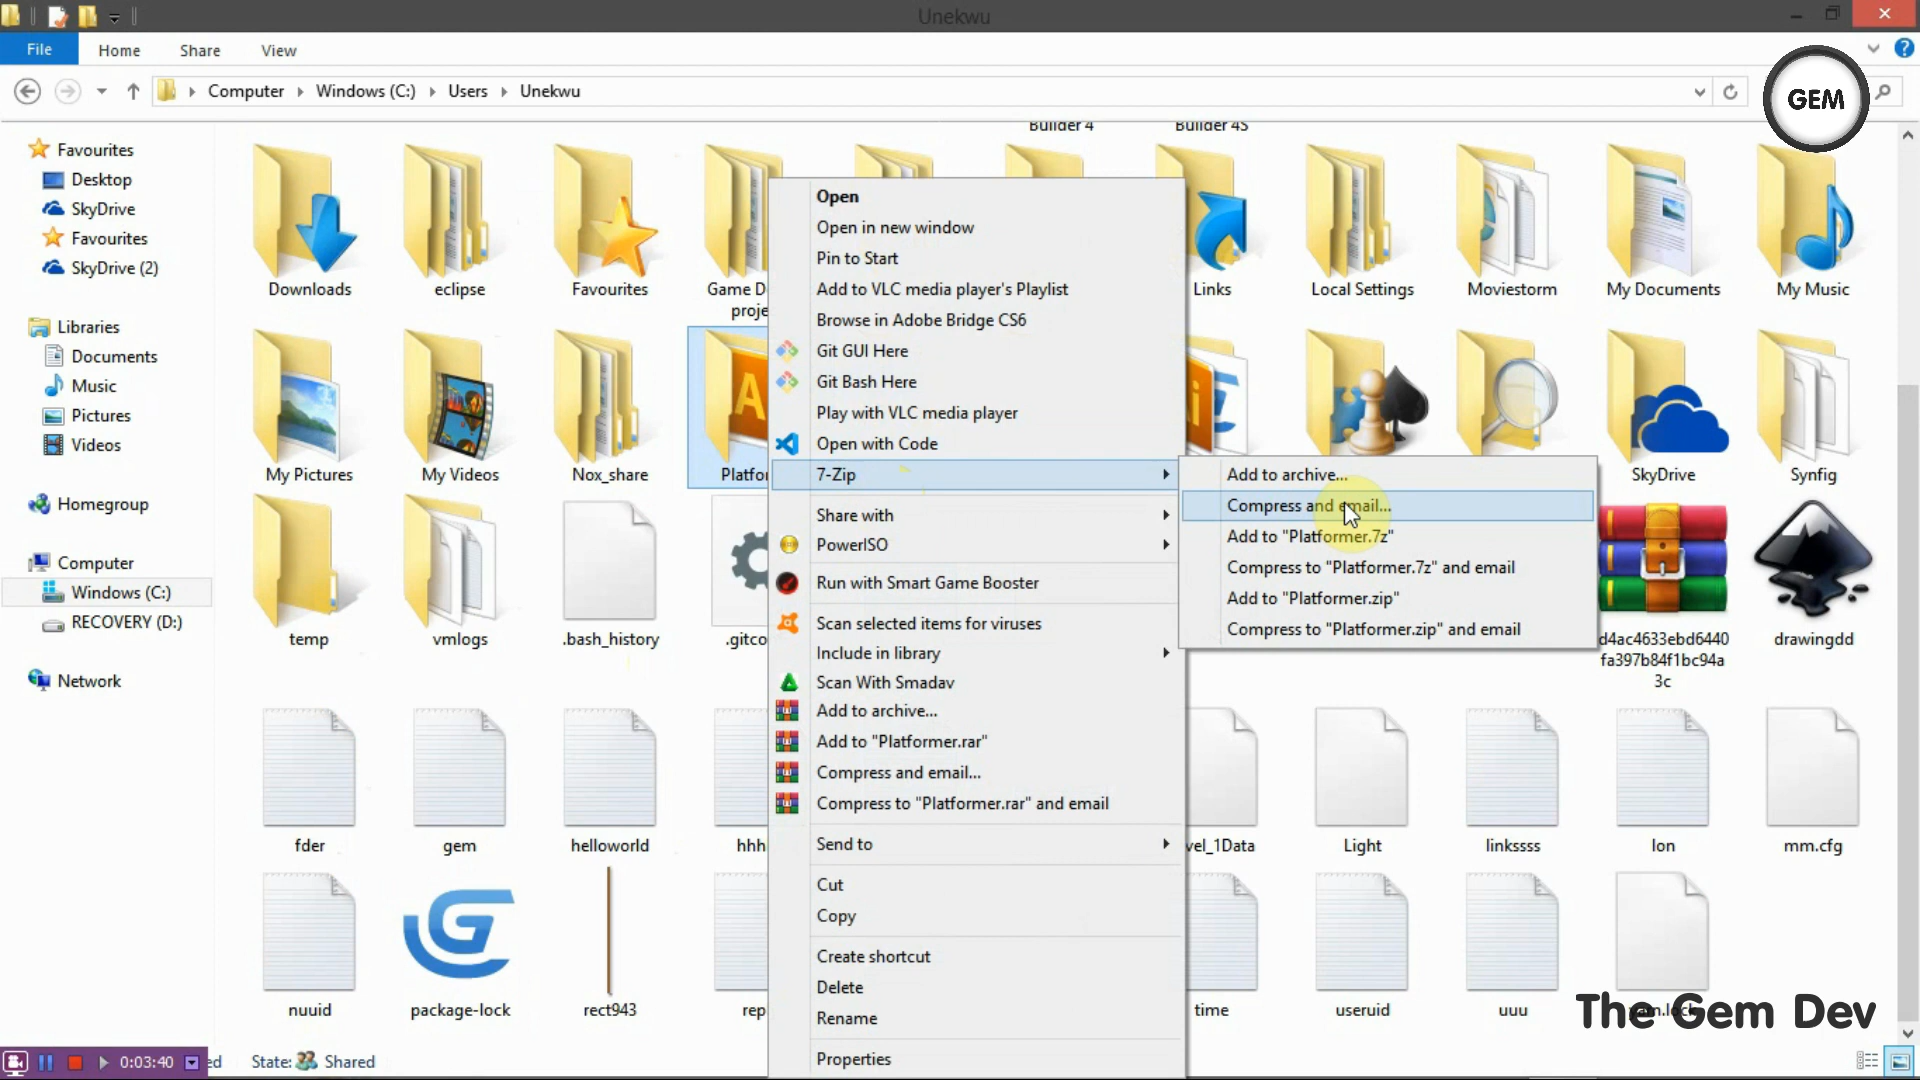 Unekwu
File
Home
Share
View
Computer
Windows (C:)
Users
Unekwu
GEM
Favourites
Desktop
SkyDrive
Favourites
SkyDrive (2)
Libraries
Documents
Music
Pictures
Videos
Homegroup
Computer
Windows (C:)
RECOVERY (D:)
Network
Builder 4
Builder 4S
Downloads
eclipse
Favourites
Game D
proje
Links
Local Settings
Moviestorm
My Documents
My Music
My Pictures
My Videos
Nox_share
Platfor
SkyDrive
Synfig
temp
vmlogs
.bash_history
.gitco
d4ac4633ebd6440
fa397b84f1bc94a
3c
drawingdd
fder
gem
helloworld
hhh
vel_1Data
Light
linkssss
lon
mm.cfg
nuuid
package-lock
rect943
rep
time
useruid
uuu
Open
Open in new window
Pin to Start
Add to VLC media player's Playlist
Browse in Adobe Bridge CS6
Git GUI Here
Git Bash Here
Play with VLC media player
Open with Code
7-Zip
Share with
PowerISO
Run with Smart Game Booster
Scan selected items for viruses
Include in library
Scan With Smadav
Add to archive...
Add to "Platformer.rar"
Compress and email...
Compress to "Platformer.rar" and email
Send to
Cut
Copy
Create shortcut
Delete
Rename
Properties
Add to archive...
Compress and email...
Add to "Platformer.7z"
Compress to "Platformer.7z" and email
Add to "Platformer.zip"
Compress to "Platformer.zip" and email
The Gem Dev
0:03:40
ed
State:
Shared